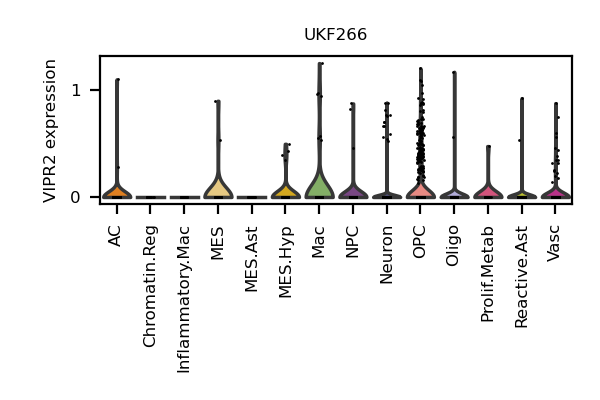 UKF266
VIPR2 expression
1
0
AC
Chromatin.Reg
Inflammatory.Mac
MES
MES.Ast
MES.Hyp
Mac
NPC
Neuron
OPC
Oligo
Prolif.Metab
Reactive.Ast
Vasc